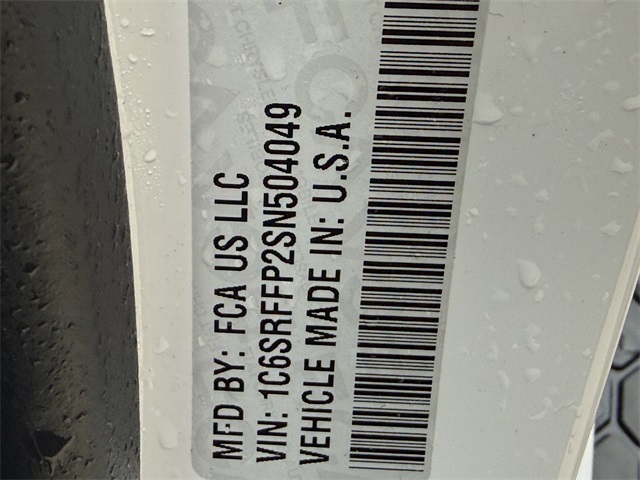 MFD BY: FCA US LLC
VIN: 1C6SRFFP2SN504049
VEHICLE MADE IN: U.S.A.